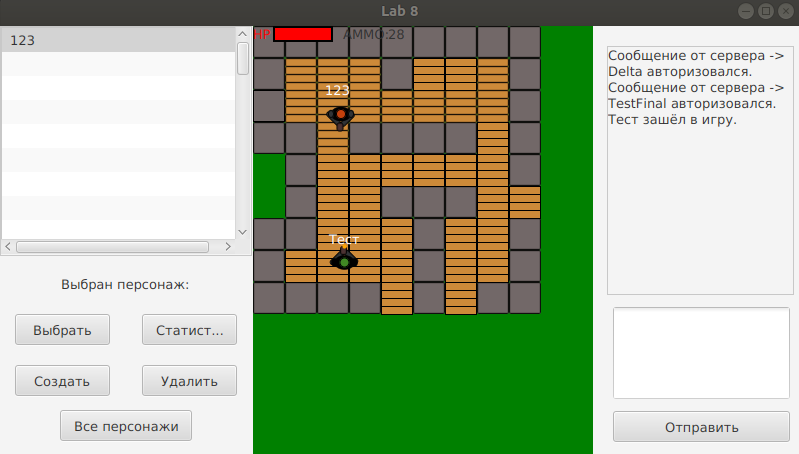 Lab 8
123
HP AMMO:28
123
Тест
Сообщение от сервера ->
Delta авторизовался.
Сообщение от сервера ->
TestFinal авторизовался.
Тест зашёл в игру.
Выбран персонаж:
Выбрать Статист...
Создать Удалить
Все персонажи
Отправить